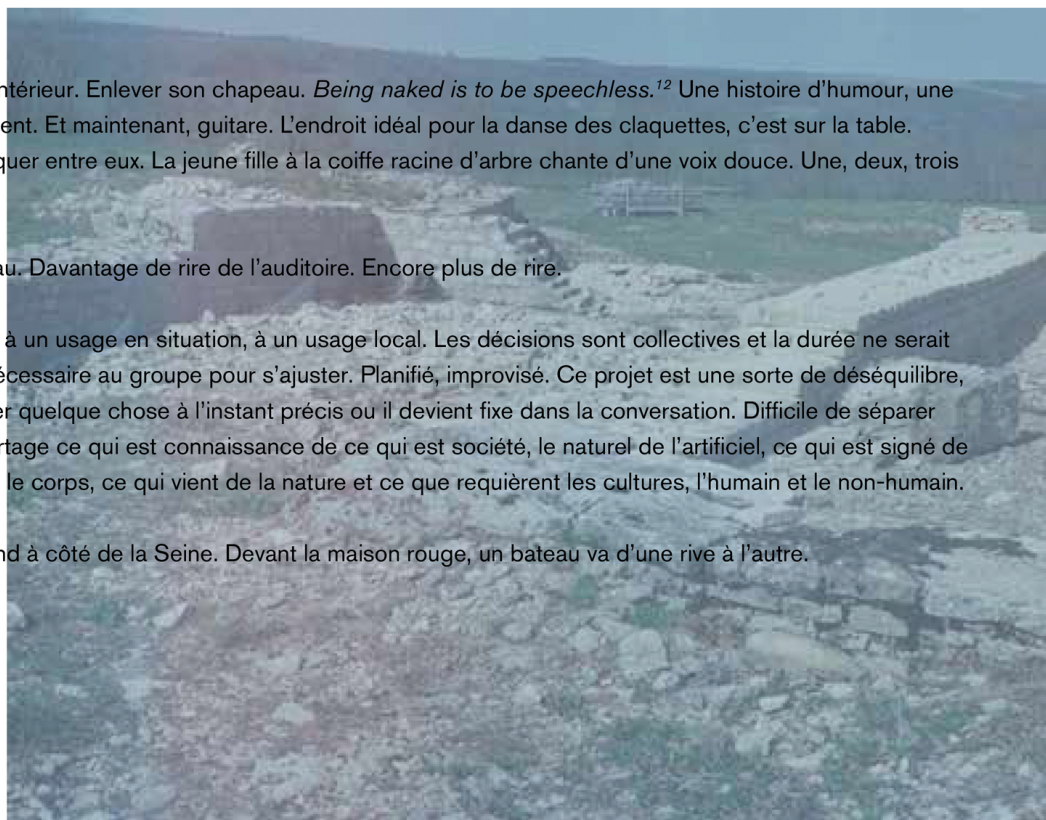 ntérieur. Enlever son chapeau. Being naked is to be speechless.¹² Une histoire d’humour, une
ent. Et maintenant, guitare. L’endroit idéal pour la danse des claquettes, c’est sur la table.
quer entre eux. La jeune fille à la coiffe racine d’arbre chante d’une voix douce. Une, deux, trois
au. Davantage de rire de l’auditoire. Encore plus de rire.
à un usage en situation, à un usage local. Les décisions sont collectives et la durée ne serait
écessaire au groupe pour s’ajuster. Planifié, improvisé. Ce projet est une sorte de déséquilibre,
er quelque chose à l’instant précis ou il devient fixe dans la conversation. Difficile de séparer
rtage ce qui est connaissance de ce qui est société, le naturel de l’artificiel, ce qui est signé de
le corps, ce qui vient de la nature et ce que requièrent les cultures, l’humain et le non-humain.
nd à côté de la Seine. Devant la maison rouge, un bateau va d’une rive à l’autre.